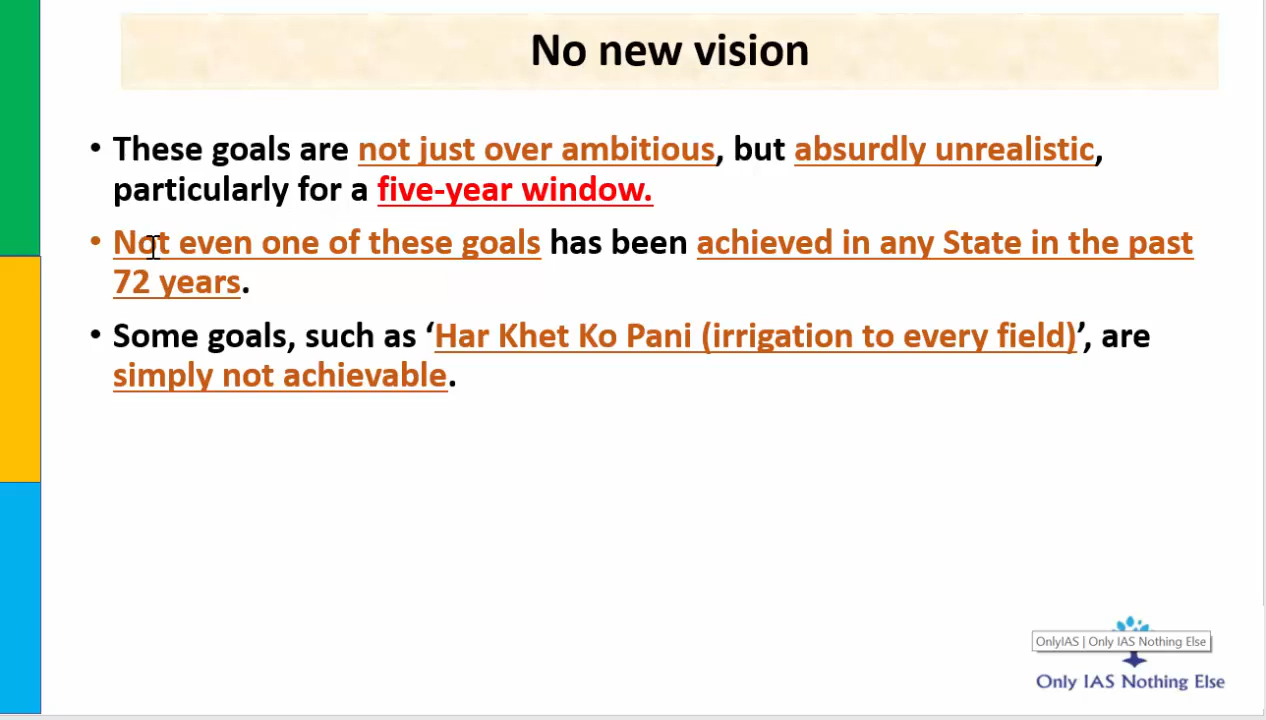 No new vision
• These goals are not just over ambitious, but absurdly unrealistic,
particularly for a five-year window.
• Not even one of these goals has been achieved in any State in the past
72 years.
• Some goals, such as ‘Har Khet Ko Pani (irrigation to every field)’, are
simply not achievable.
OnlyIAS | Only IAS Nothing Else
Only IAS Nothing Else